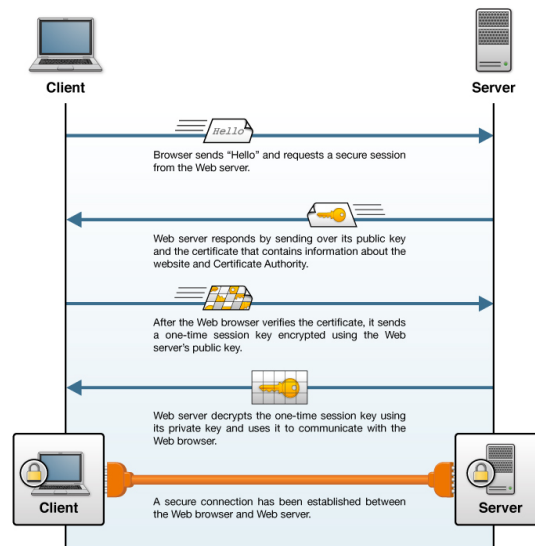 Client
Server
Hello
Browser sends “Hello” and requests a secure session
from the Web server.
Web server responds by sending over its public key
and the certificate that contains information about the
website and Certificate Authority.
After the Web browser verifies the certificate, it sends
a one-time session key encrypted using the Web
server’s public key.
Web server decrypts the one-time session key using
its private key and uses it to communicate with the
Web browser.
Client
Server
A secure connection has been established between
the Web browser and Web server.